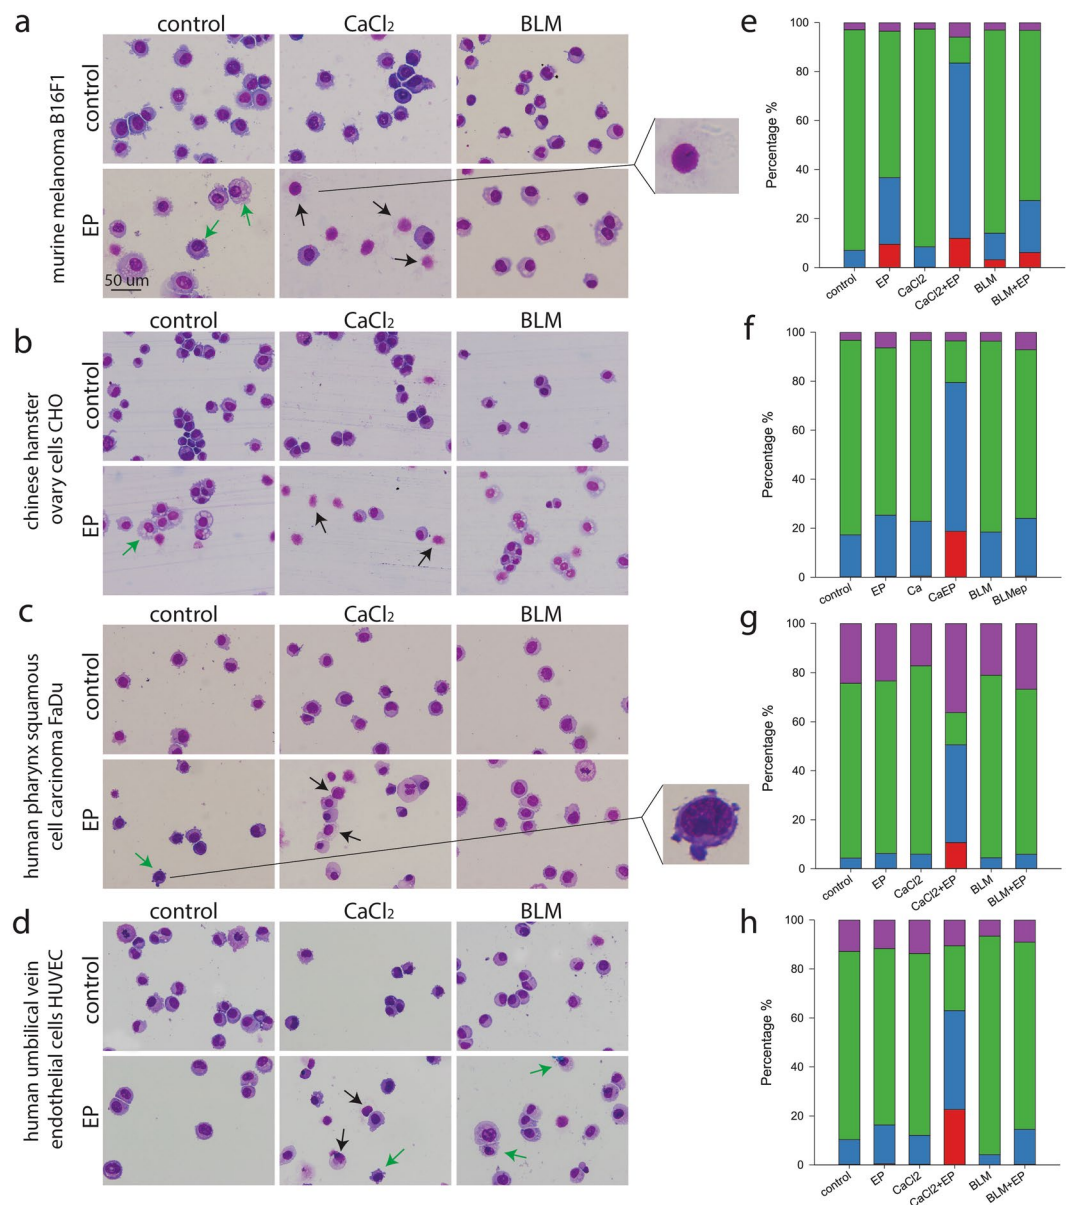 a
control
CaCl2
BLM
murine melanoma B16F1
control
EP
50 um
b
control
CaCl2
BLM
chinese hamster
ovary cells CHO
control
EP
c
control
CaCl2
BLM
human pharynx squamous
cell carcinoma FaDu
control
EP
d
control
CaCl2
BLM
human umbilical vein
endothelial cells HUVEC
control
EP
e
Percentage %
100
80
60
40
20
0
control
EP
CaCl2
CaCl2+EP
BLM
BLM+EP
f
Percentage %
100
80
60
40
20
0
control
EP
Ca
CaEP
BLM
BLMep
g
Percentage %
100
80
60
40
20
0
control
EP
CaCl2
CaCl2+EP
BLM
BLM+EP
h
Percentage %
100
80
60
40
20
0
control
EP
CaCl2
CaCl2+EP
BLM
BLM+EP